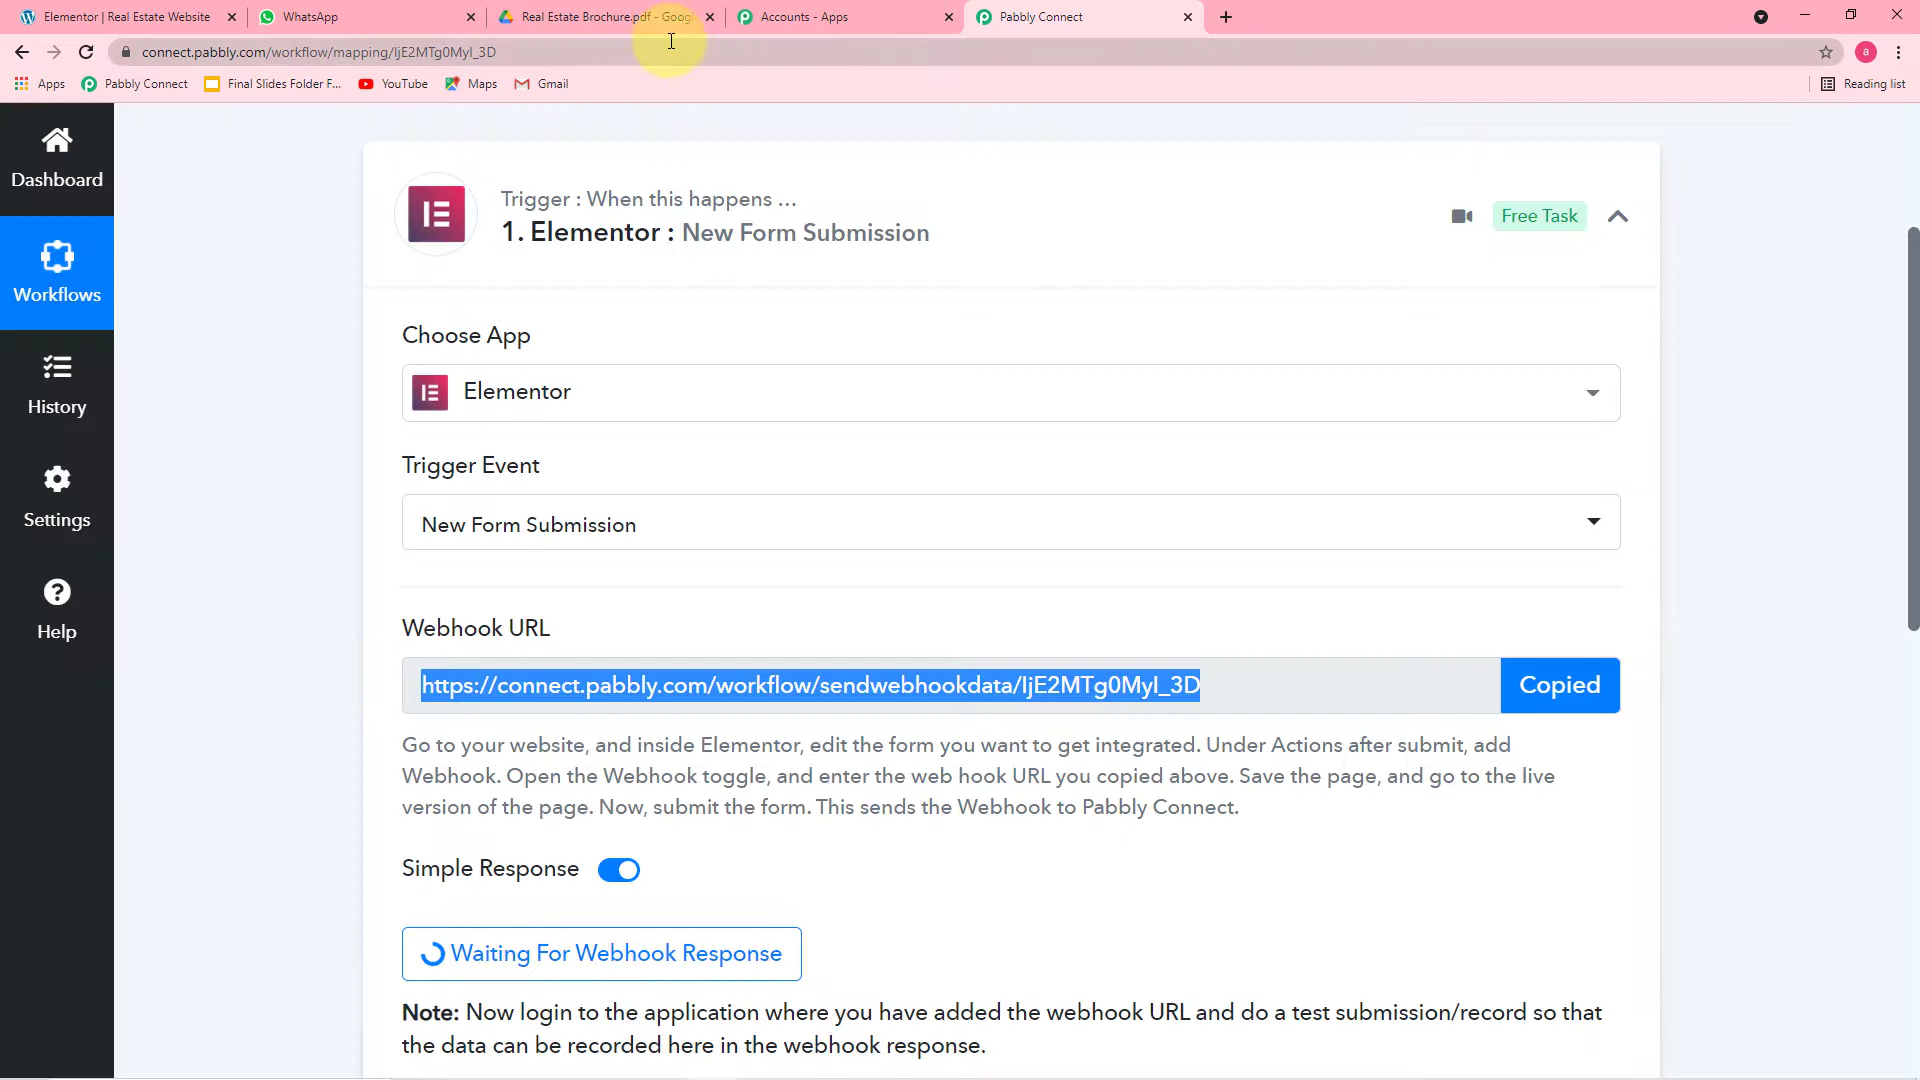 Elementor | Real Estate Website
WhatsApp
Real Estate Brochure.pdf - Googl
Accounts - Apps
Pabbly Connect
connect.pabbly.com/workflow/mapping/IjE2MTg0MyI_3D
a
Apps
Pabbly Connect
Final Slides Folder F...
YouTube
Maps
Gmail
Reading list
Dashboard
Workflows
History
Settings
Help
Trigger : When this happens ...
1. Elementor : New Form Submission
Free Task
Choose App
Elementor
Trigger Event
New Form Submission
Webhook URL
https://connect.pabbly.com/workflow/sendwebhookdata/IjE2MTg0MyI_3D
Copied
Go to your website, and inside Elementor, edit the form you want to get integrated. Under Actions after submit, add
Webhook. Open the Webhook toggle, and enter the web hook URL you copied above. Save the page, and go to the live
version of the page. Now, submit the form. This sends the Webhook to Pabbly Connect.
Simple Response
Waiting For Webhook Response
Note: Now login to the application where you have added the webhook URL and do a test submission/record so that
the data can be recorded here in the webhook response.